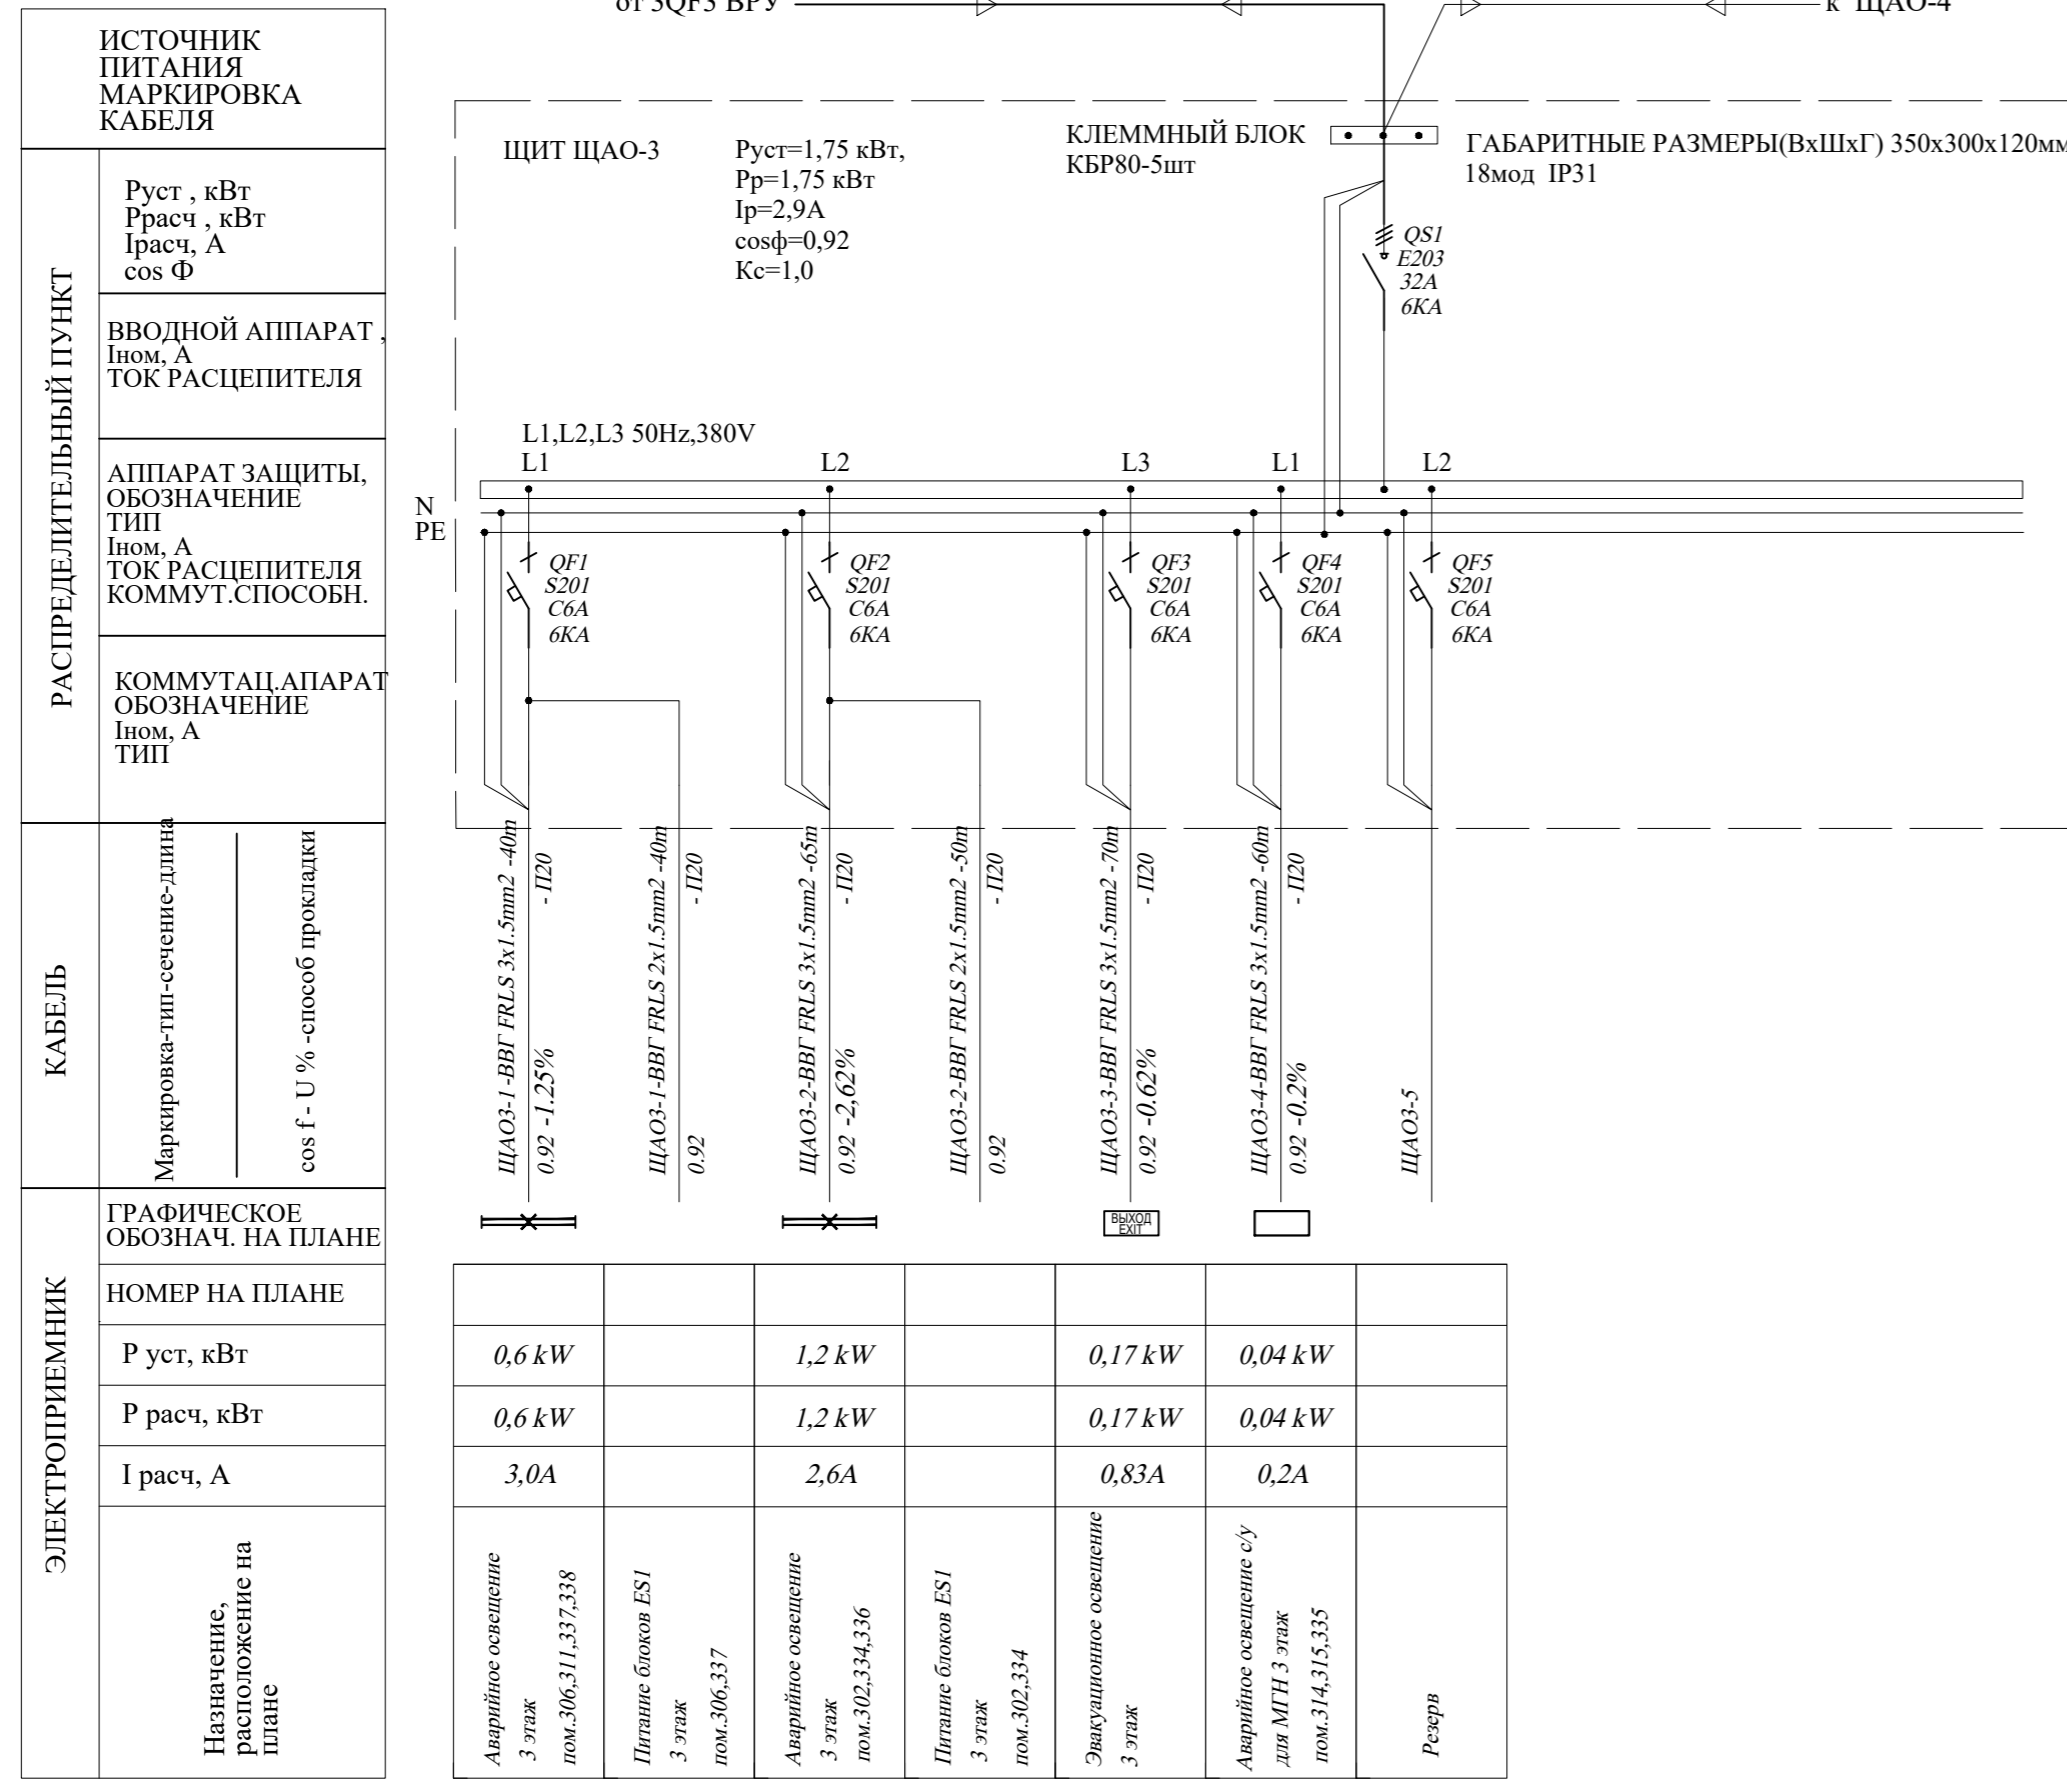 от 3QF3 ВРУ
к ЩАО-4
ИСТОЧНИК
ПИТАНИЯ
МАРКИРОВКА
КАБЕЛЯ
РАСПРЕДЕЛИТЕЛЬНЫЙ ПУНКТ
Руст , кВт
Ррасч , кВт
Iрасч, А
cos Ф
ВВОДНОЙ АППАРАТ ,
Iном, А
ТОК РАСЦЕПИТЕЛЯ
АППАРАТ ЗАЩИТЫ,
ОБОЗНАЧЕНИЕ
ТИП
Iном, А
ТОК РАСЦЕПИТЕЛЯ
КОММУТ.СПОСОБН.
КОММУТАЦ.АПАРАТ
ОБОЗНАЧЕНИЕ
Iном, А
ТИП
ЩИТ ЩАО-3
Руст=1,75 кВт,
Рр=1,75 кВт
Iр=2,9А
cosф=0,92
Кс=1,0
КЛЕММНЫЙ БЛОК
КБР80-5шт
ГАБАРИТНЫЕ РАЗМЕРЫ(ВхШхГ) 350х300х120мм
18мод IP31
QS1
E203
32A
6KA
L1,L2,L3 50Hz,380V
L1
L2
L3
L1
L2
N
PE
QF1
S201
C6A
6KA
QF2
S201
C6A
6KA
QF3
S201
C6A
6KA
QF4
S201
C6A
6KA
QF5
S201
C6A
6KA
КАБЕЛЬ
Маркировка-тип-сечение-длина
cos f - U % -способ прокладки
ЩАО3-1 -ВВГ FRLS 3x1.5mm2 -40m
0.92 -1.25% - П20
ЩАО3-1-ВВГ FRLS 2x1.5mm2 -40m
0.92 - П20
ЩАО3-2-ВВГ FRLS 3x1.5mm2 -65m
0.92 -2,62% - П20
ЩАО3-2-ВВГ FRLS 2x1.5mm2 -50m
0.92 - П20
ЩАО3-3-ВВГ FRLS 3x1.5mm2 -70m
0.92 -0.62% - П20
ЩАО3-4-ВВГ FRLS 3x1.5mm2 -60m
0.92 -0.2% - П20
ЩАО3-5
ЭЛЕКТРОПРИЕМНИК
ГРАФИЧЕСКОЕ
ОБОЗНАЧ. НА ПЛАНЕ
ВЫХОД
EXIT
НОМЕР НА ПЛАНЕ
Р уст, кВт
0,6 kW 1,2 kW 0,17 kW 0,04 kW
Р расч, кВт
0,6 kW 1,2 kW 0,17 kW 0,04 kW
I расч, А
3,0A 2,6A 0,83A 0,2A
Назначение,
расположение на
плане
Аварийное освещение
3 этаж
пом.306,311,337,338
Питание блоков ES1
3 этаж
пом.306,337
Аварийное освещение
3 этаж
пом.302,334,336
Питание блоков ES1
3 этаж
пом.302,334
Эвакуационное освещение
3 этаж
Аварийное освещение с/у
для МГН 3 этаж
пом.314,315,335
Резерв